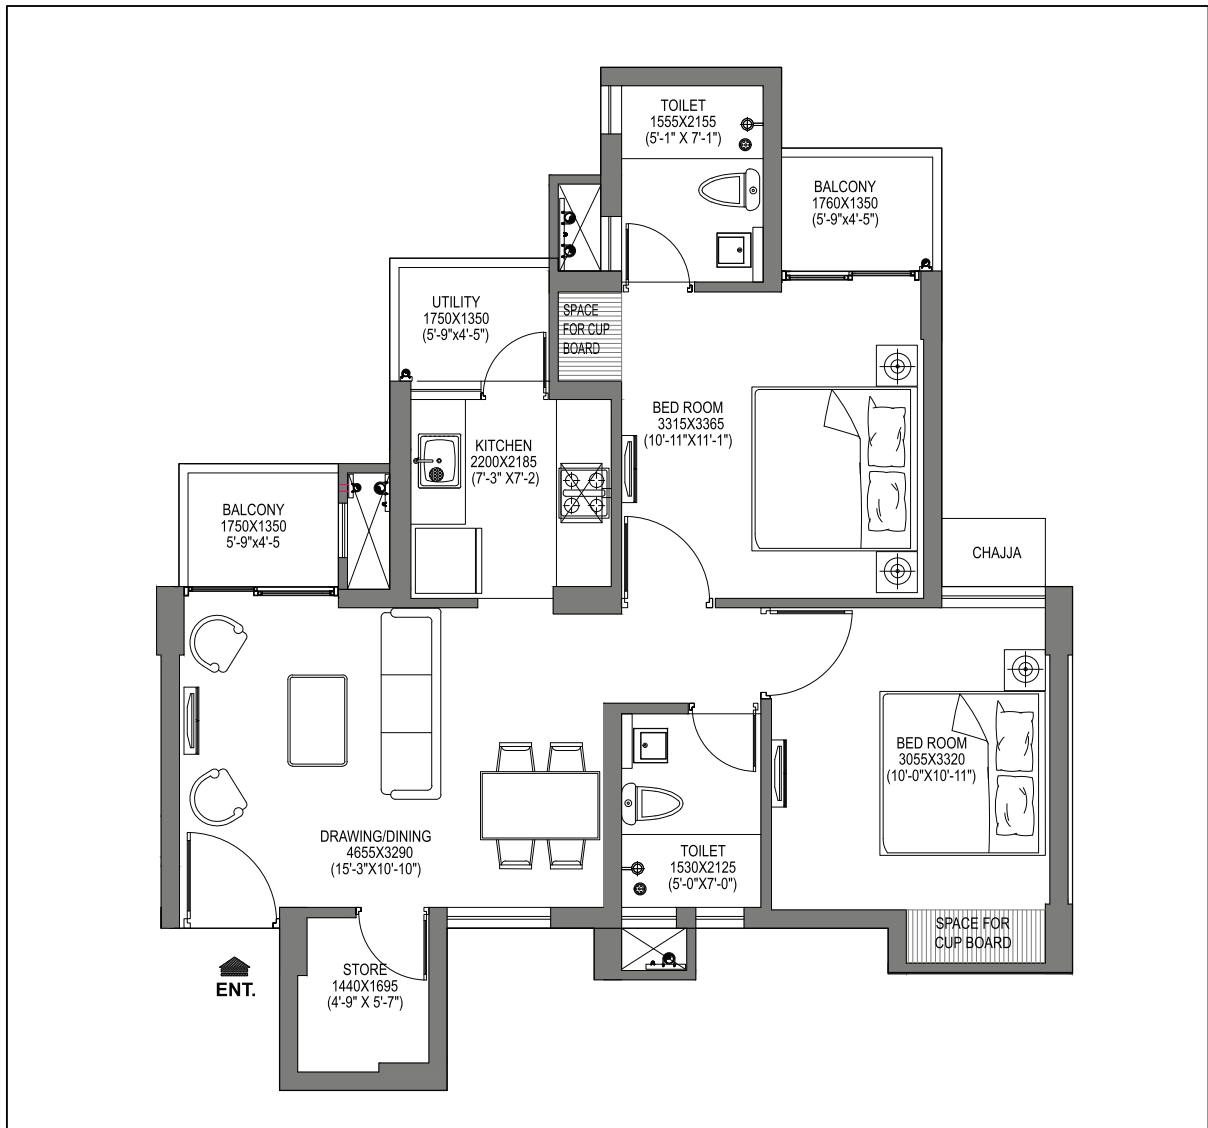 TOILET
1555X2155
(5'-1" X 7'-1")
BALCONY
1760X1350
(5'-9"x4'-5")
UTILITY
1750X1350
(5'-9"x4'-5")
SPACE
FOR CUP
BOARD
BED ROOM
3315X3365
(10'-11"X11'-1")
KITCHEN
2200X2185
(7'-3" X7'-2)
BALCONY
1750X1350
5'-9"x4'-5
CHAJJA
BED ROOM
3055X3320
(10'-0"X10'-11")
DRAWING/DINING
4655X3290
(15'-3"X10'-10")
TOILET
1530X2125
(5'-0"X7'-0")
SPACE FOR
CUP BOARD
STORE
1440X1695
(4'-9" X 5'-7")
ENT.